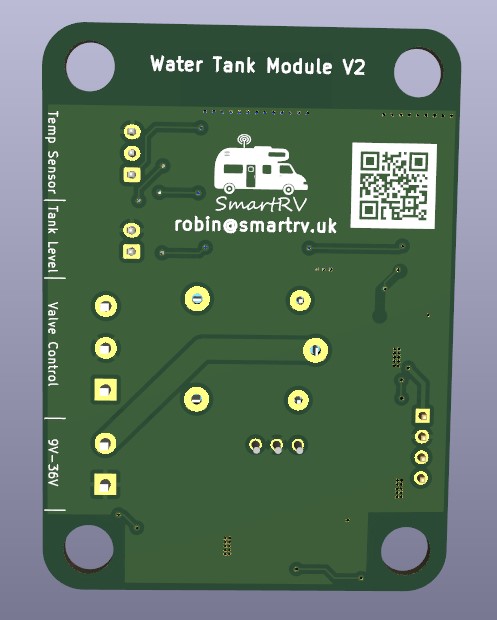 Water Tank Module V2
Temp Sensor
Tank Level
Valve Control
9V-36V
SmartRV
robin@smartrv.uk